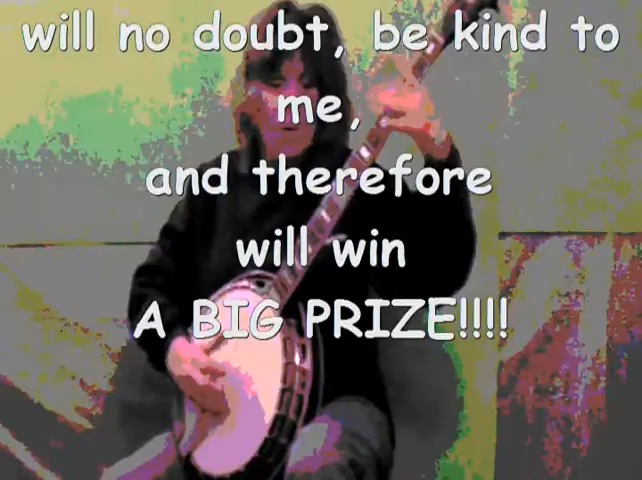 will no doubt, be kind to
me,
and therefore
will win
A BIG PRIZE!!!!